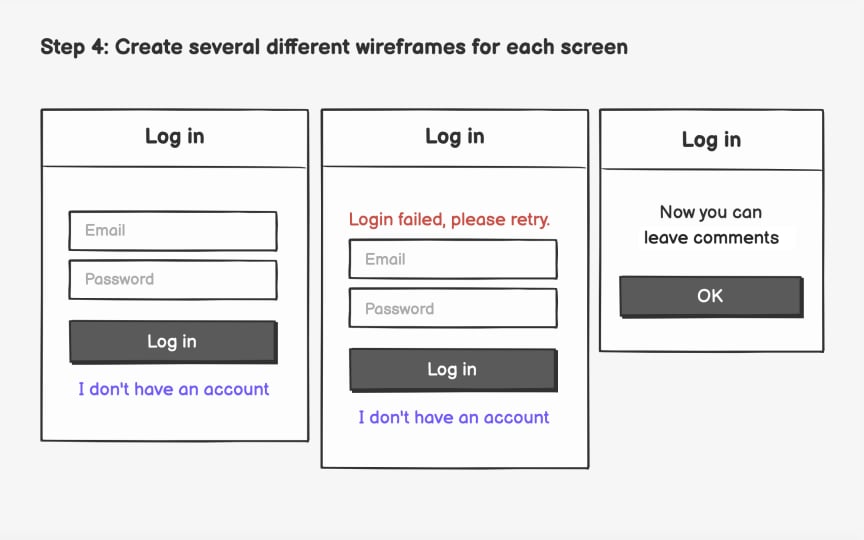 Step 4: Create several different wireframes for each screen
Log in
Email
Password
Log in
I don't have an account
Log in
Login failed, please retry.
Email
Password
Log in
I don't have an account
Log in
Now you can
leave comments
OK